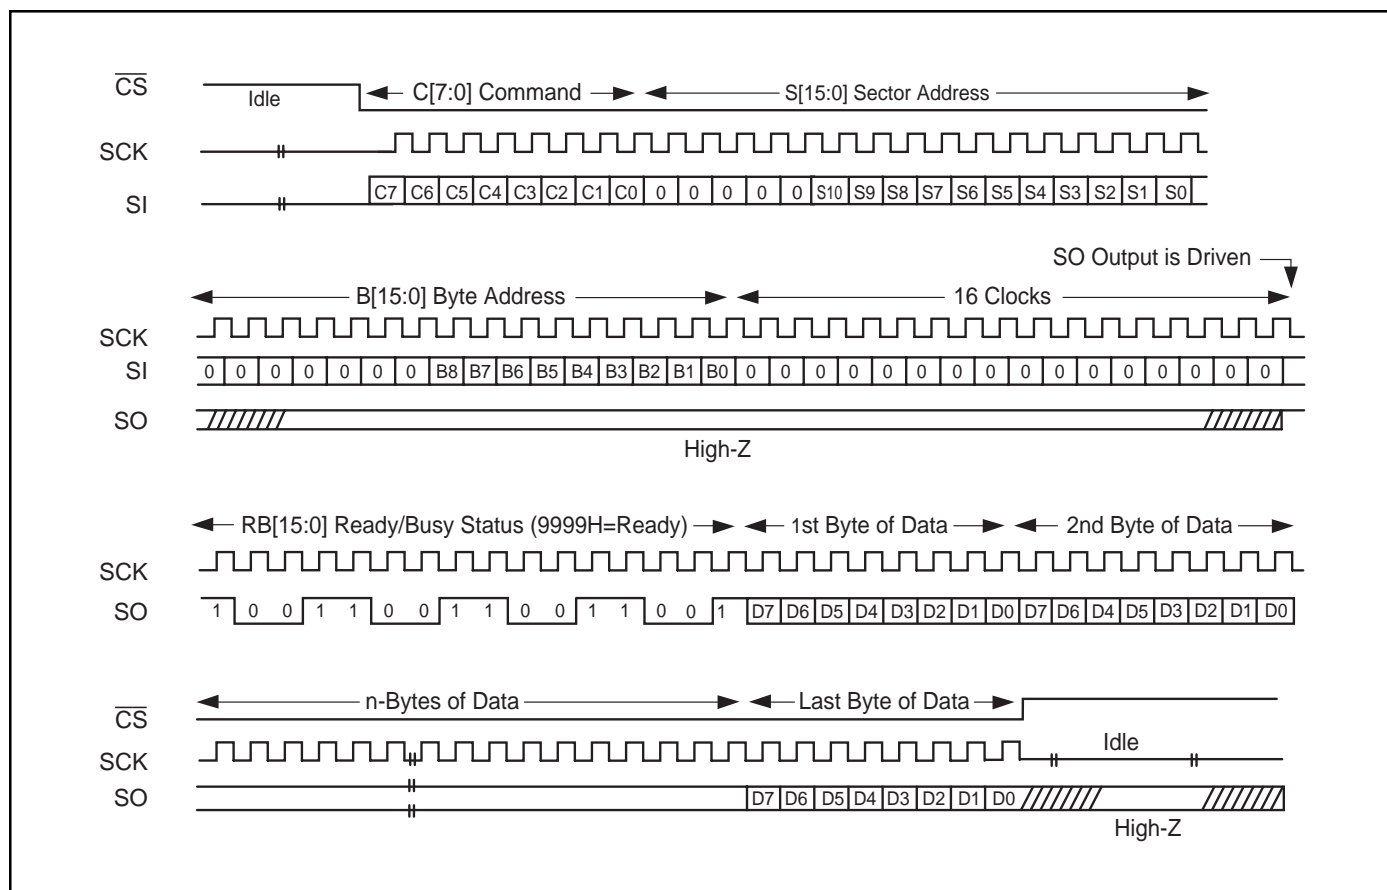 CS Idle C[7:0] Command S[15:0] Sector Address
SCK
SI C7 C6 C5 C4 C3 C2 C1 C0 0 0 0 0 0 S10 S9 S8 S7 S6 S5 S4 S3 S2 S1 S0
SO Output is Driven
B[15:0] Byte Address 16 Clocks
SCK
SI 0 0 0 0 0 0 0 B8 B7 B6 B5 B4 B3 B2 B1 B0 0 0 0 0 0 0 0 0 0 0 0 0 0 0 0 0
SO
High-Z
RB[15:0] Ready/Busy Status (9999H=Ready) 1st Byte of Data 2nd Byte of Data
SCK
SO 1 0 0 1 1 0 0 1 1 0 0 1 1 0 0 1 D7 D6 D5 D4 D3 D2 D1 D0 D7 D6 D4 D5 D3 D2 D1 D0
n-Bytes of Data Last Byte of Data
CS
SCK Idle
SO D7 D6 D5 D4 D3 D2 D1 D0
High-Z